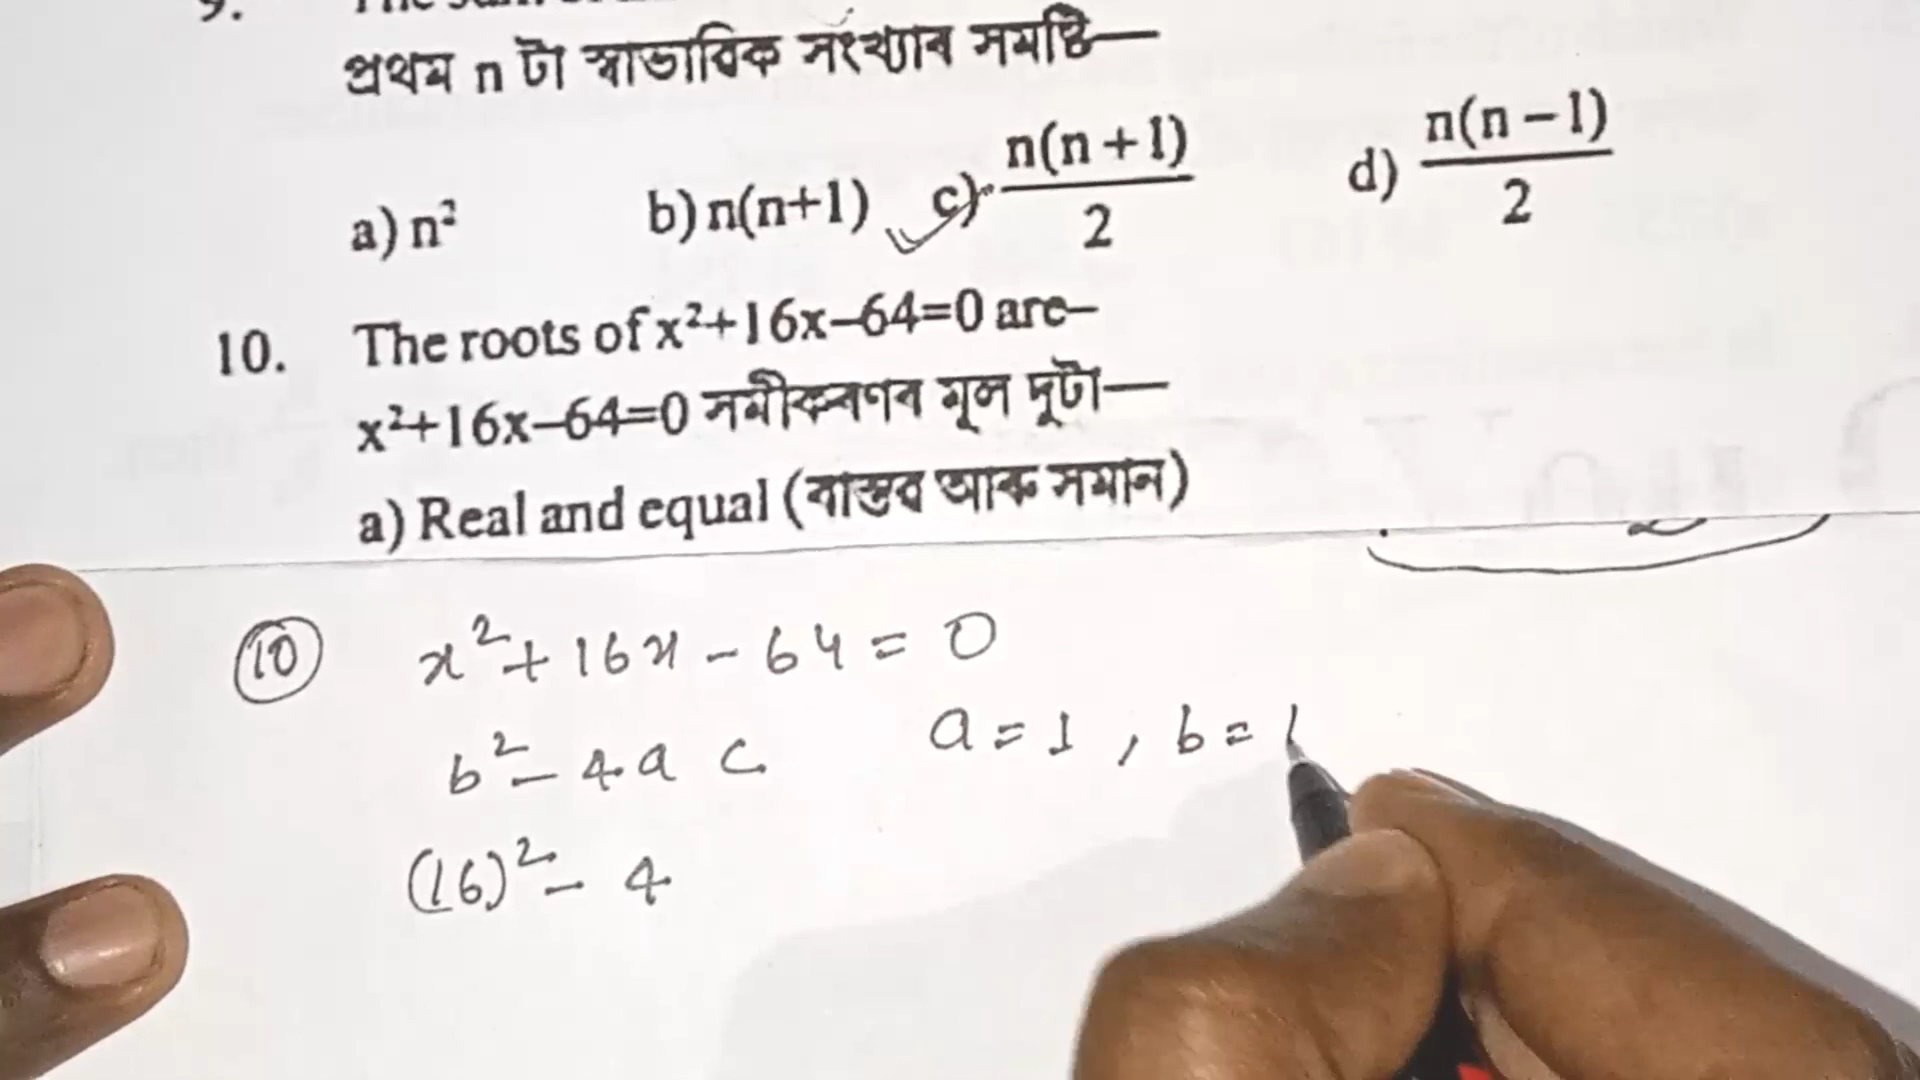 9.
প্ৰথম n টা স্বাভাৱিক সংখ্যাৰ সমষ্টি—
a) n² b) n(n+1) c) n(n+1)/2 d) n(n−1)/2
10. The roots of x²+16x–64=0 are–
x²+16x–64=0 সমীকৰণৰ মূল দুটা—
a) Real and equal (বাস্তৱ আৰু সমান)
10 x²+16x-64=0
b²-4ac a=1, b=1
(16)²-4